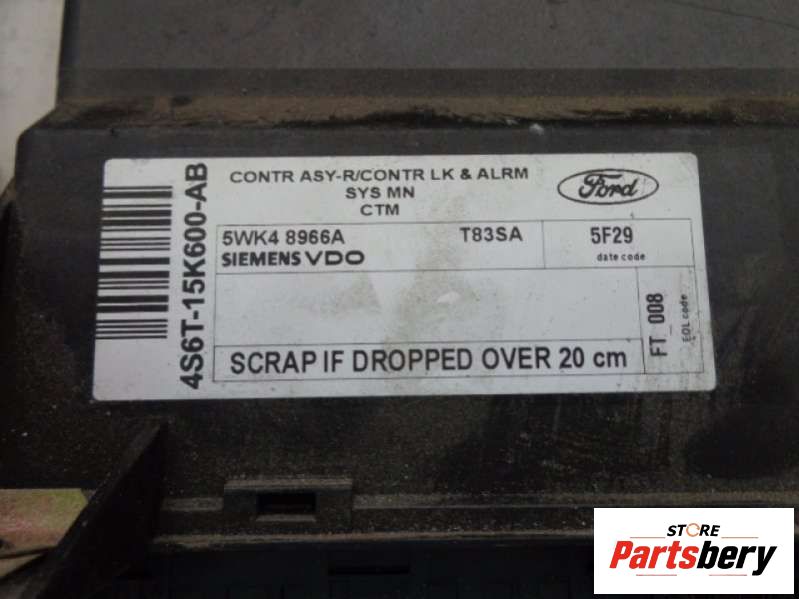 4S6T-15K600-AB
CONTR ASY-R/CONTR LK & ALRM
SYS MN
CTM
Ford
5WK4 8966A T83SA
SIEMENS VDO
5F29
date code
FT_008
EOL code
SCRAP IF DROPPED OVER 20 cm
STORE
Partsbery